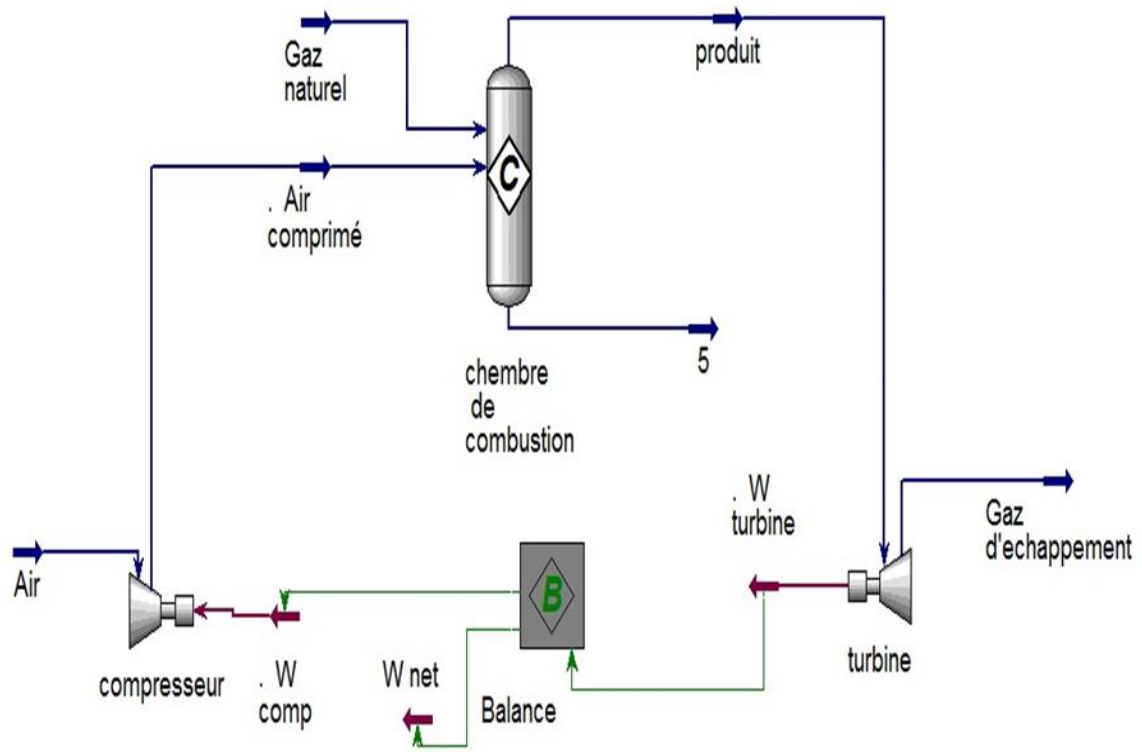 Gaz
naturel
produit
C
. Air
comprimé
5
chembre
de
combustion
. W
turbine
Gaz
d'echappement
Air
B
compresseur
. W
comp
W net
Balance
turbine